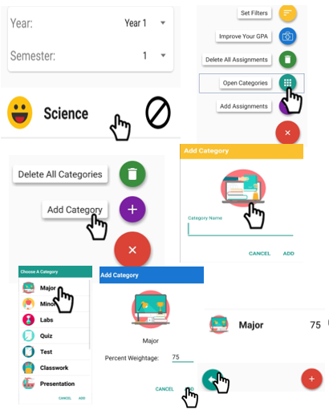 Year:
Year 1
Semester:
1
Science
Set Filters
Improve Your GPA
Delete All Assignments
Open Categories
Add Assignments
Delete All Categories
Add Category
Add Category
Category Name
CANCEL ADD
Choose A Category
Major
Minor
Labs
Quiz
Test
Classwork
Presentation
CANCEL ADD
Add Category
Major
Percent Weightage: 75
CANCEL
Major 75